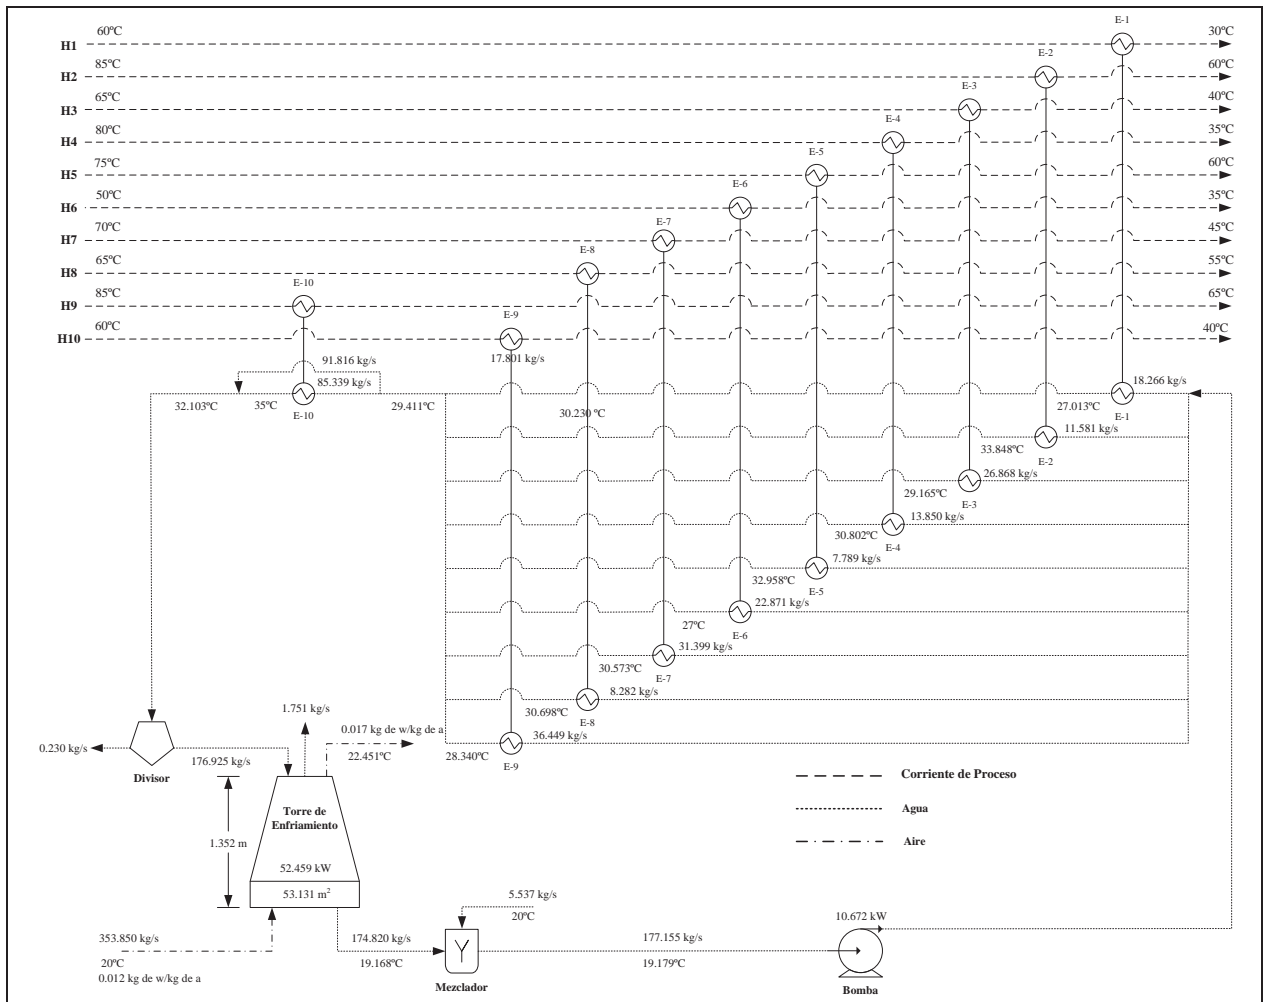 E-1
60ºC
30ºC
H1
E-2
85ºC
60ºC
H2
E-3
65ºC
40ºC
H3
E-4
80ºC
35ºC
H4
E-5
75ºC
60ºC
H5
E-6
50ºC
35ºC
H6
E-7
70ºC
45ºC
H7
E-8
65ºC
55ºC
H8
E-10
85ºC
65ºC
H9
E-9
60ºC
40ºC
H10
17.801 kg/s
91.816 kg/s
85.339 kg/s
18.266 kg/s
32.103ºC
35ºC
29.411ºC
30.230 ºC
27.013ºC
E-10
E-1
11.581 kg/s
33.848ºC
E-2
26.868 kg/s
29.165ºC
E-3
13.850 kg/s
30.802ºC
E-4
7.789 kg/s
32.958ºC
E-5
22.871 kg/s
27ºC
E-6
31.399 kg/s
30.573ºC
E-7
8.282 kg/s
30.698ºC
E-8
36.449 kg/s
28.340ºC
E-9
1.751 kg/s
0.017 kg de w/kg de a
22.451ºC
0.230 kg/s
176.925 kg/s
Divisor
Corriente de Proceso
Agua
Aire
Torre de
Enfriamiento
1.352 m
52.459 kW
53.131 m²
5.537 kg/s
20ºC
353.850 kg/s
20ºC
0.012 kg de w/kg de a
174.820 kg/s
19.168ºC
Mezclador
177.155 kg/s
19.179ºC
10.672 kW
Bomba